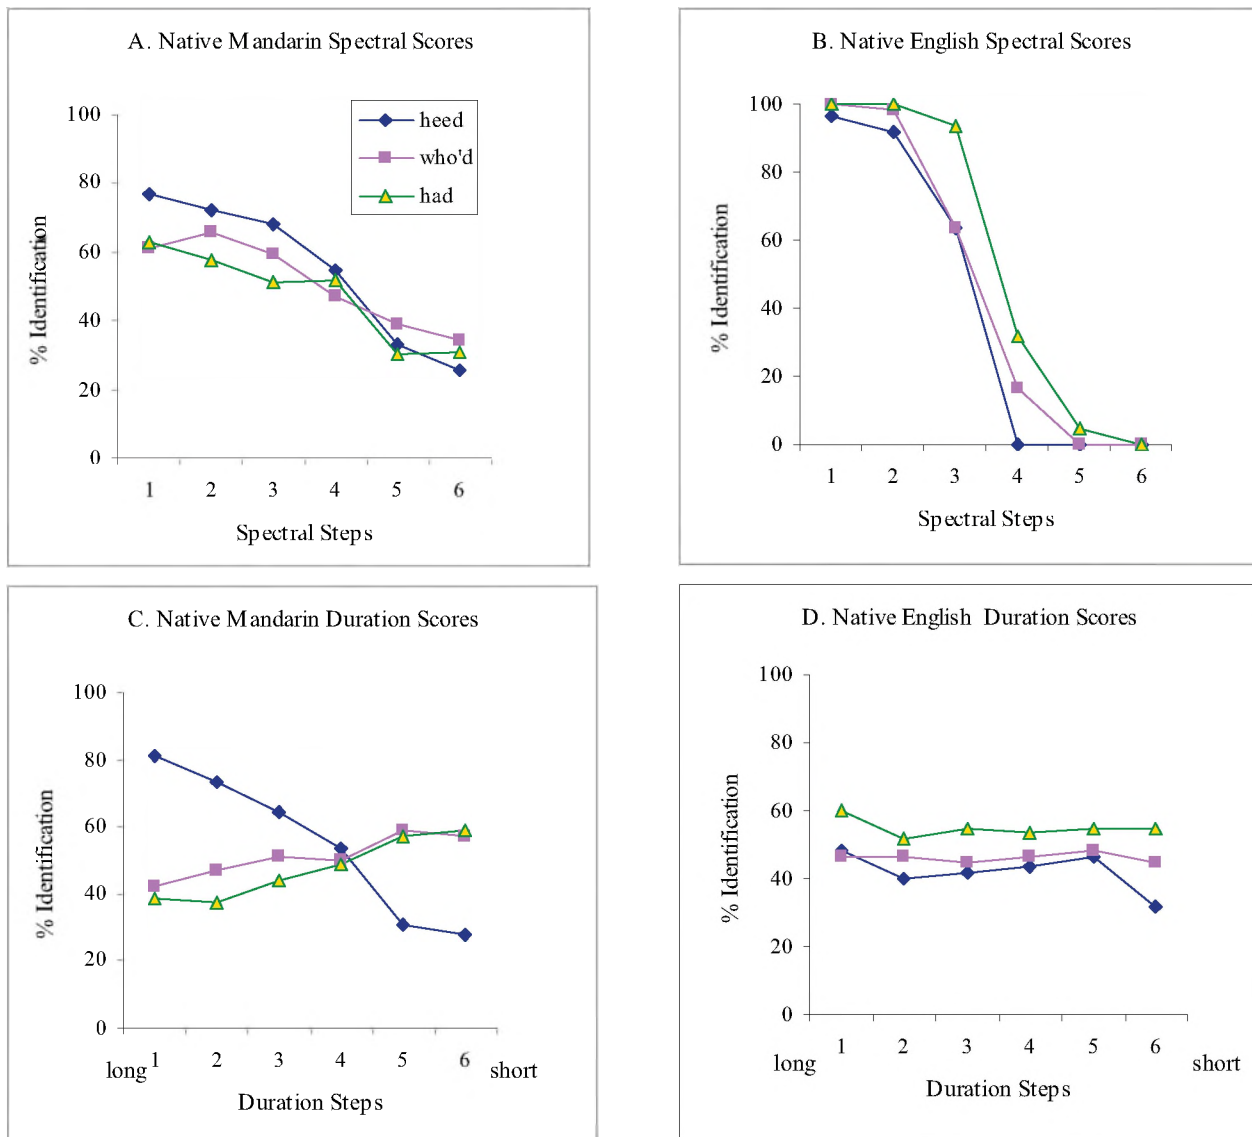 A. Native Mandarin Spectral Scores
% Identification
100
80
60
40
20
0
heed
who'd
had
1 2 3 4 5 6
Spectral Steps
B. Native English Spectral Scores
% Identification
100
80
60
40
20
0
1 2 3 4 5 6
Spectral Steps
C. Native Mandarin Duration Scores
% Identification
100
80
60
40
20
0
long 1 2 3 4 5 6 short
Duration Steps
D. Native English Duration Scores
% Identification
100
80
60
40
20
0
1 2 3 4 5 6
long short
Duration Steps